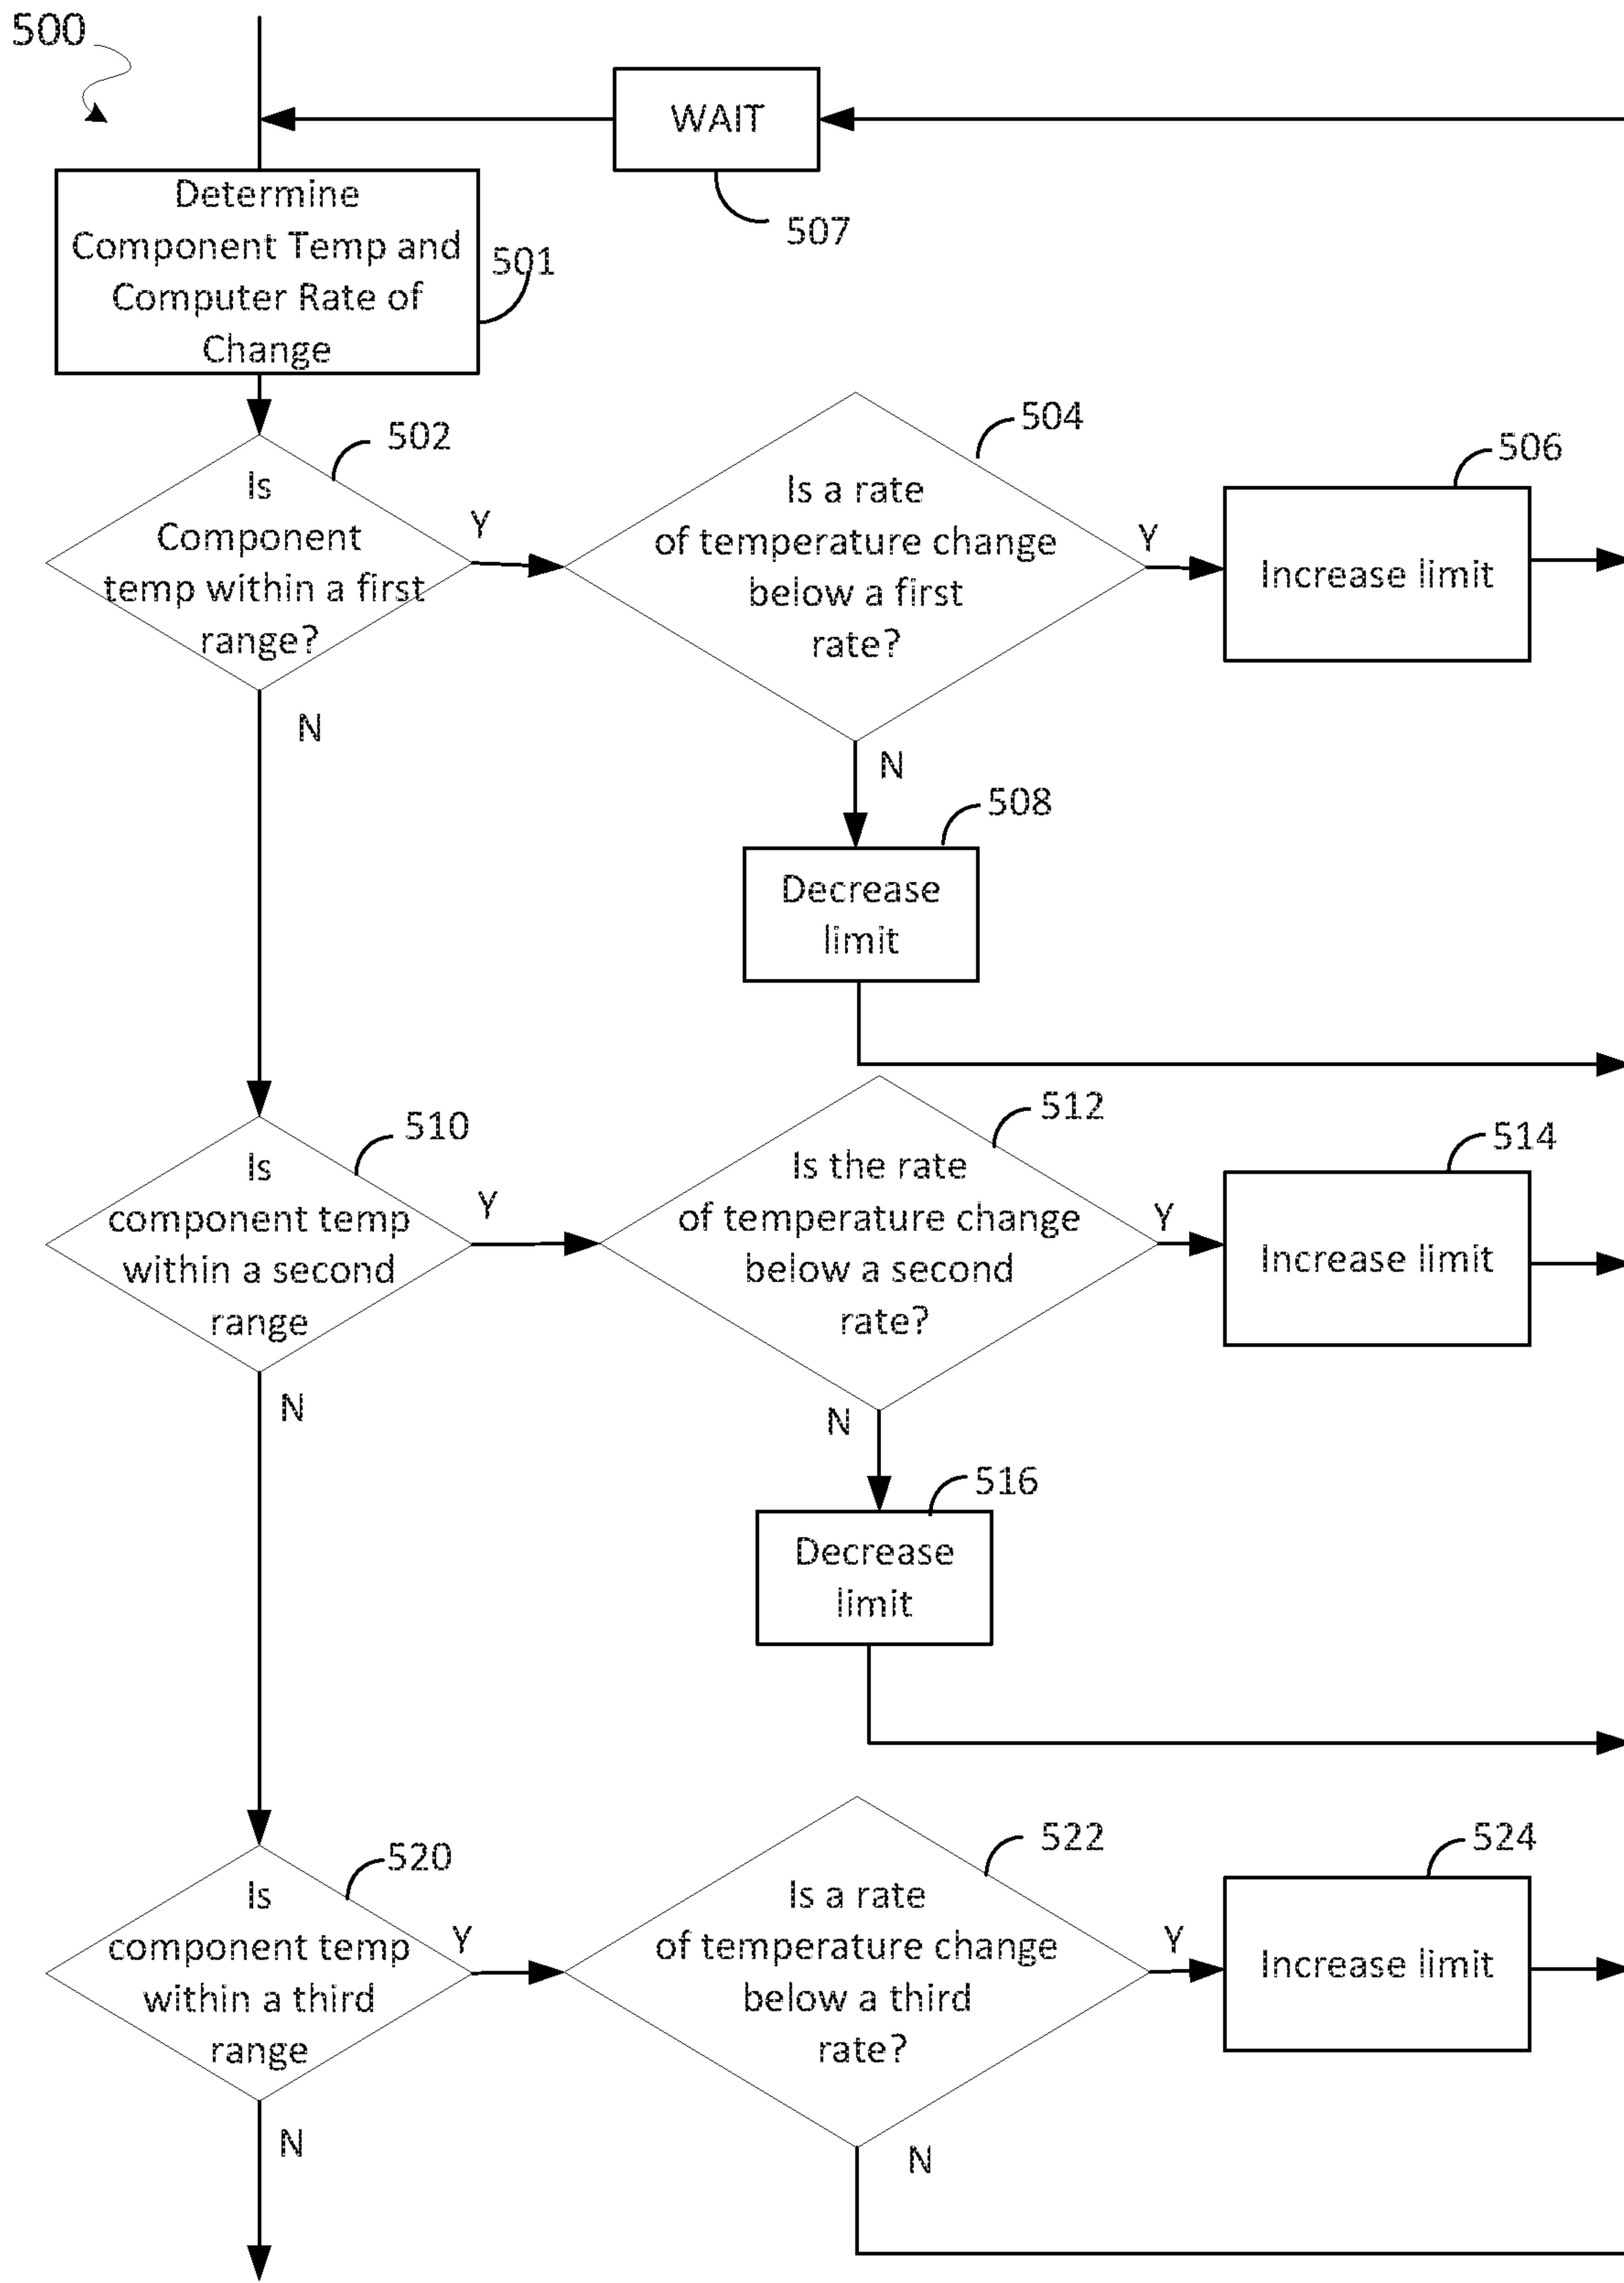 500
WAIT
507
Determine
Component Temp and
Computer Rate of
Change
501
502
Is
Component
temp within a first
range?
Y
N
504
Is a rate
of temperature change
below a first
rate?
Y
N
506
Increase limit
508
Decrease
limit
510
Is
component temp
within a second
range
Y
N
512
Is the rate
of temperature change
below a second
rate?
Y
N
514
Increase limit
516
Decrease
limit
520
Is
component temp
within a third
range
Y
N
522
Is a rate
of temperature change
below a third
rate?
Y
N
524
Increase limit